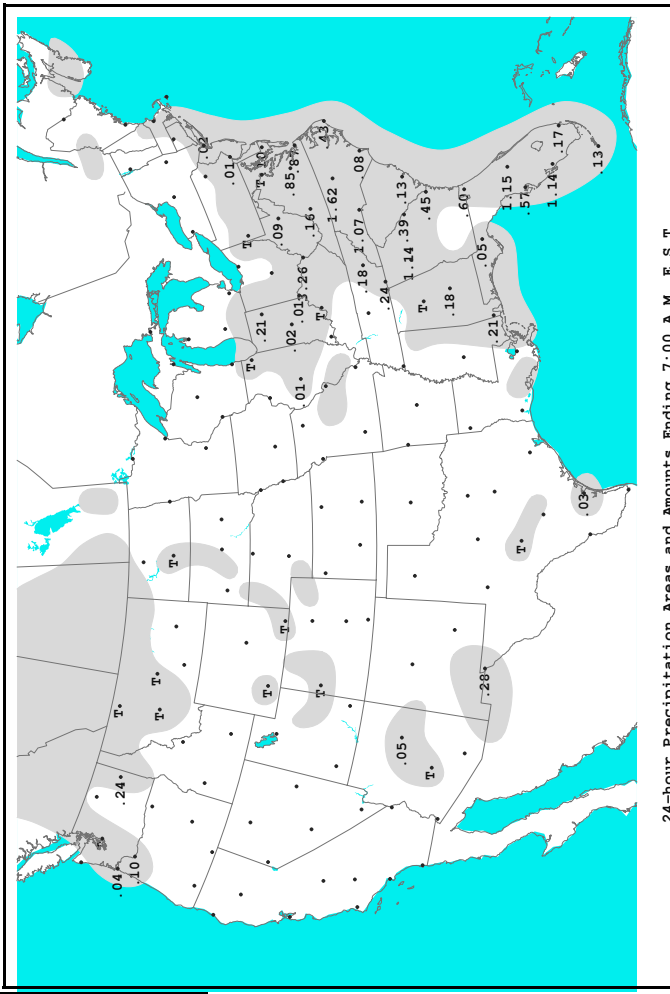 .04
T
.24
.10
T
T
T
.02
.01
T
T
T
.10
.21
T
.09
T
.85
.87
.02
.01
.26
.01
.16
T
T
.43
1.62
1.07
.08
.18
.24
.13
.39
.05
1.14
T
.45
T
.18
.60
.05
.28
.21
1.15
T
.57
1.14
.17
.03
.13
24-hour Precipitation Areas and Amounts Ending 7:00 A.M. E.S.T.